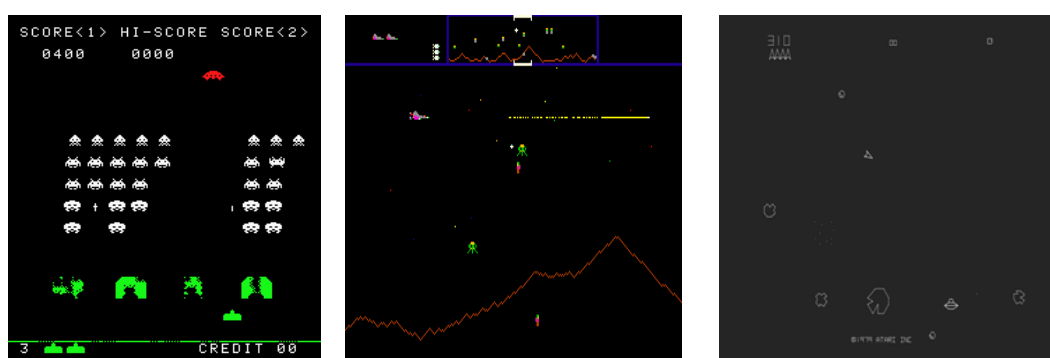 SCORE<1> HI-SCORE SCORE<2>
0400 0000
3 CREDIT 00
310
©1979 ATARI INC